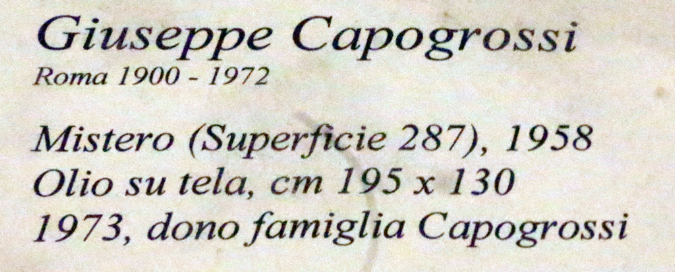 Giuseppe Capogrossi
Roma 1900 - 1972
Mistero (Superficie 287), 1958
Olio su tela, cm 195 x 130
1973, dono famiglia Capogrossi